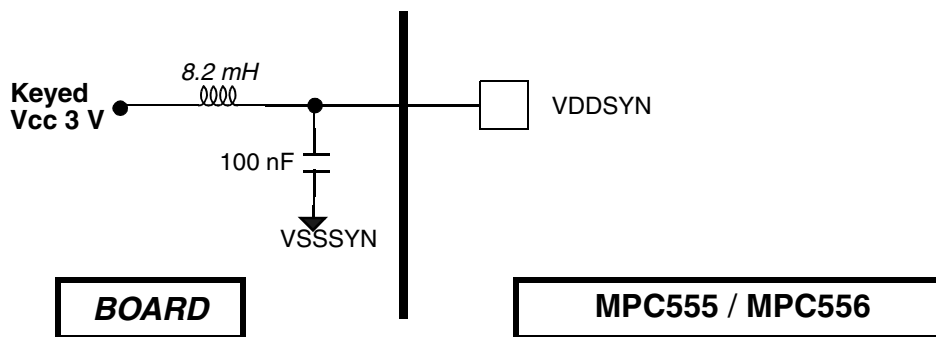 8.2 mH
Keyed
Vcc 3 V
VDDSYN
100 nF
VSSSYN
BOARD
MPC555 / MPC556